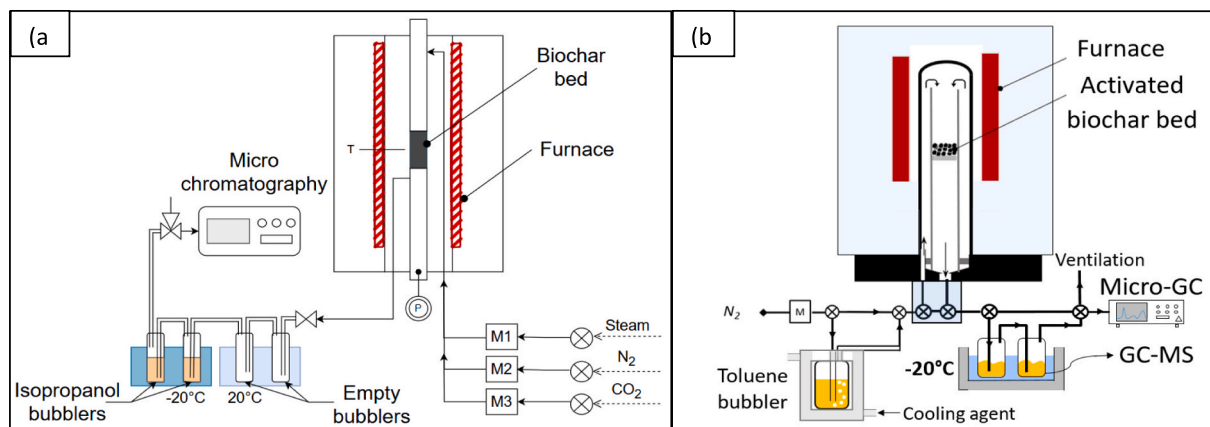 (a
Biochar
bed
T
Furnace
Micro
chromatography
P
M1
Steam
M2
N2
M3
CO2
Isopropanol
bubblers
-20°C
20°C
Empty
bubblers
(b
Furnace
Activated
biochar bed
Ventilation
Micro-GC
N2
M
-20°C
GC-MS
Toluene
bubbler
Cooling agent